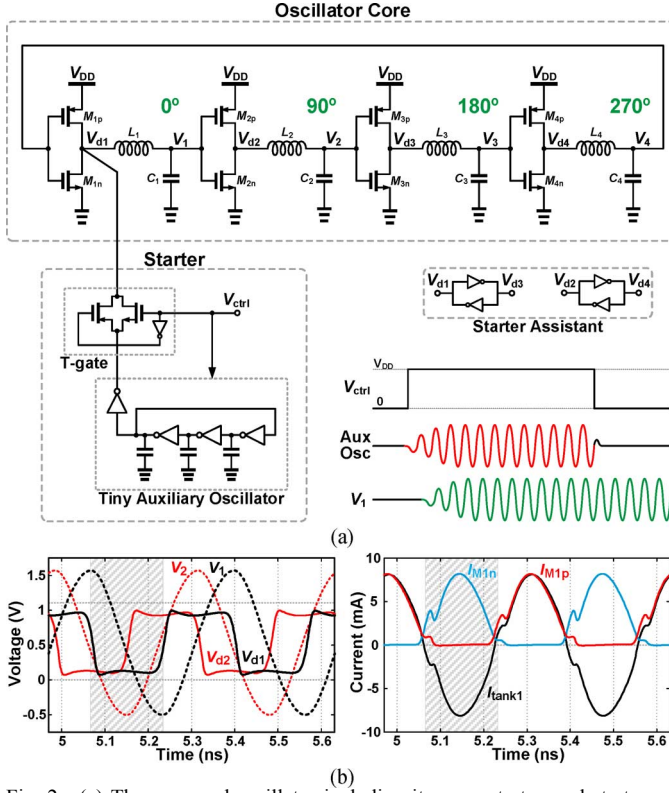 Oscillator Core
VDD VDD VDD VDD
0º 90º 180º 270º
M1p M2p M3p M4p
Vd1 L1 V1 Vd2 L2 V2 Vd3 L3 V3 Vd4 L4 V4
M1n C1 M2n C2 M3n C3 M4n C4
Starter
Vctrl
T-gate
Tiny Auxiliary Oscillator
Vd1 Vd3 Vd2 Vd4
Starter Assistant
VDD
Vctrl
0
Aux
Osc
V1
(a)
Voltage (V)
1.5
1
0.5
0
-0.5
V2 V1
Vd2 Vd1
5 5.1 5.2 5.3 5.4 5.5 5.6
Time (ns)
Current (mA)
10
5
0
-5
-10
IM1n IM1p
Itank1
5 5.1 5.2 5.3 5.4 5.5 5.6
Time (ns)
(b)